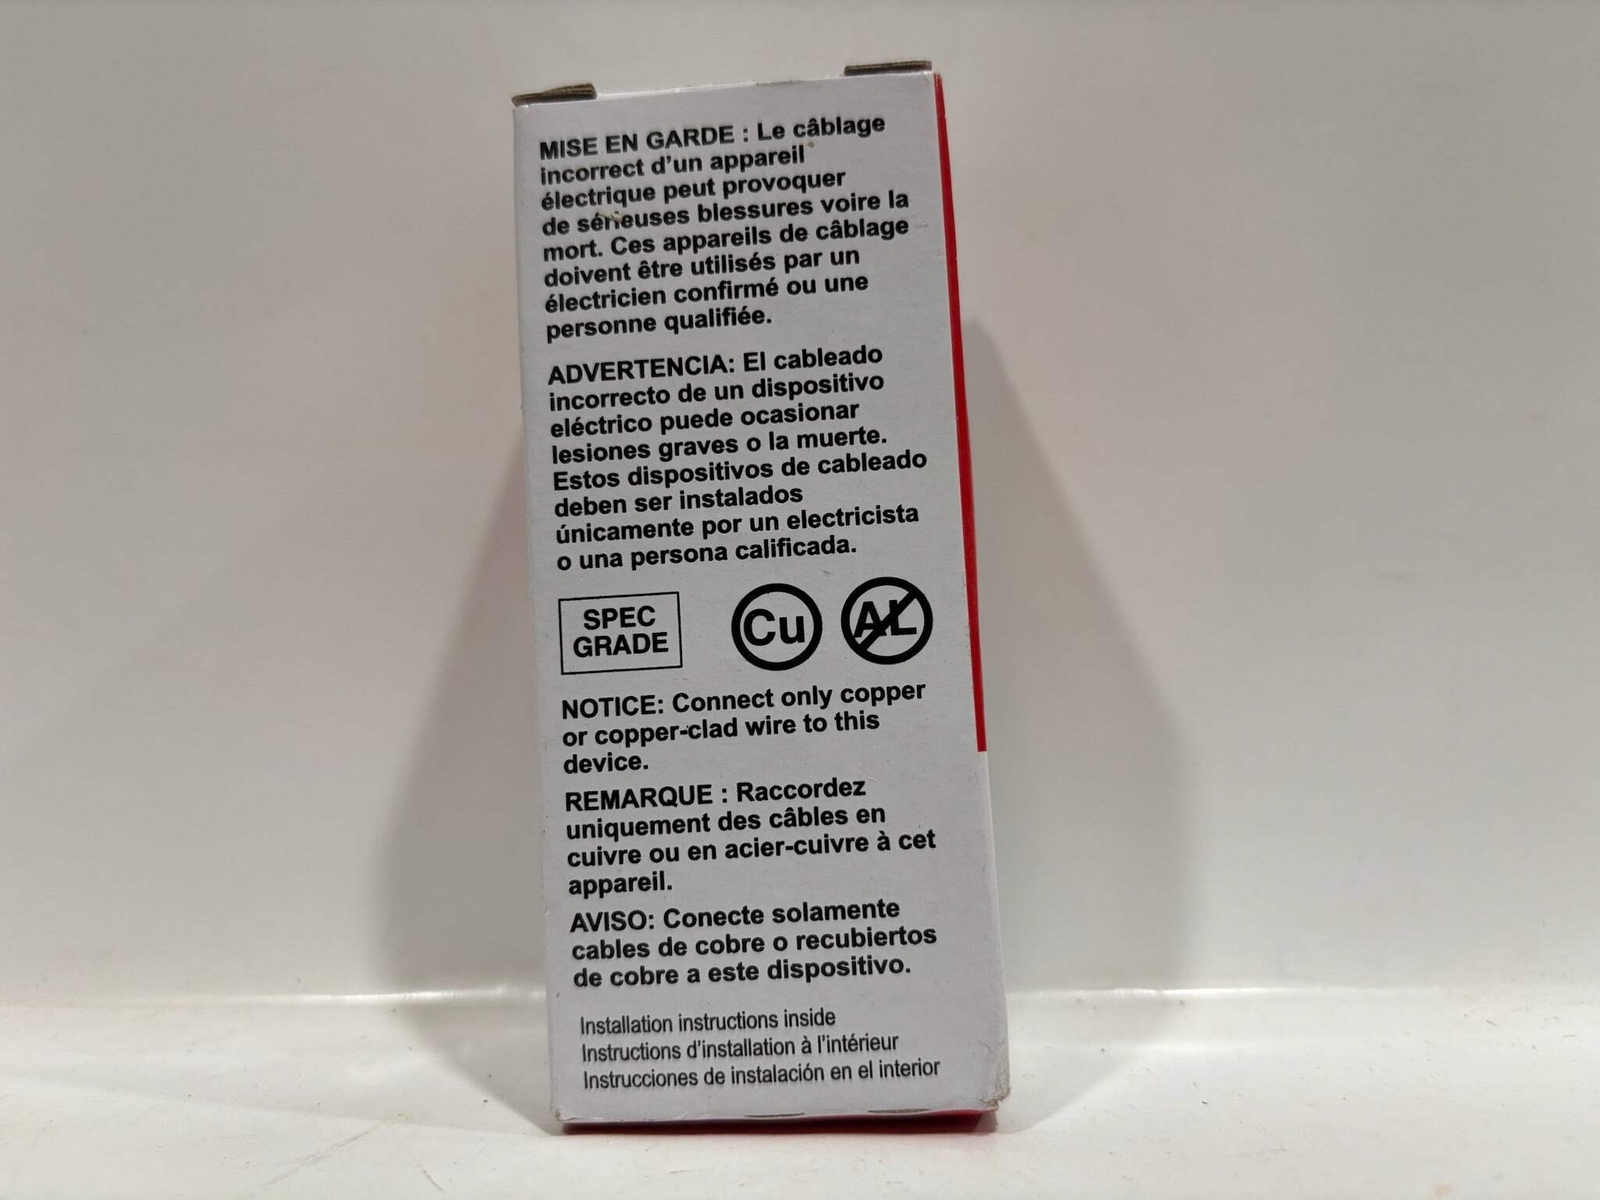 MISE EN GARDE : Le câblage
incorrect d'un appareil
électrique peut provoquer
de sérieuses blessures voire la
mort. Ces appareils de câblage
doivent être utilisés par un
électricien confirmé ou une
personne qualifiée.
ADVERTENCIA: El cableado
incorrecto de un dispositivo
eléctrico puede ocasionar
lesiones graves o la muerte.
Estos dispositivos de cableado
deben ser instalados
únicamente por un electricista
o una persona calificada.
SPEC
GRADE
Cu
AL
NOTICE: Connect only copper
or copper-clad wire to this
device.
REMARQUE : Raccordez
uniquement des câbles en
cuivre ou en acier-cuivre à cet
appareil.
AVISO: Conecte solamente
cables de cobre o recubiertos
de cobre a este dispositivo.
Installation instructions inside
Instructions d'installation à l'intérieur
Instrucciones de instalación en el interior